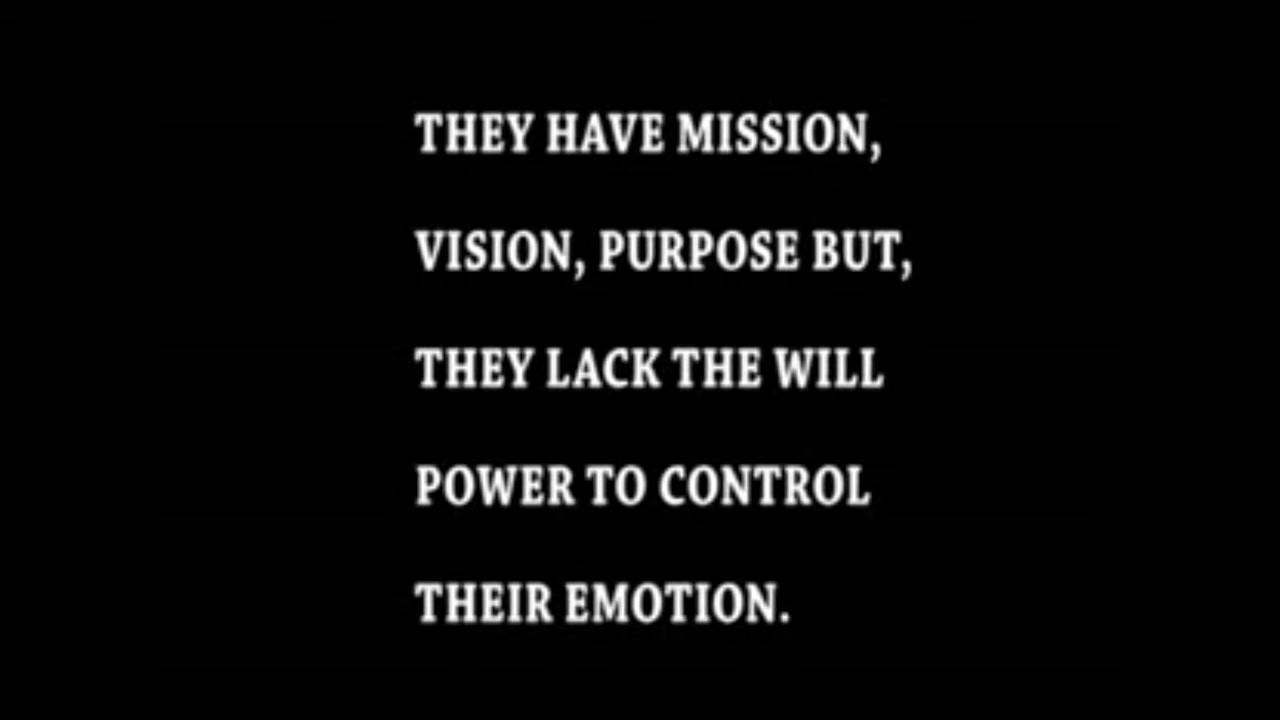 THEY HAVE MISSION,
VISION, PURPOSE BUT,
THEY LACK THE WILL
POWER TO CONTROL
THEIR EMOTION.